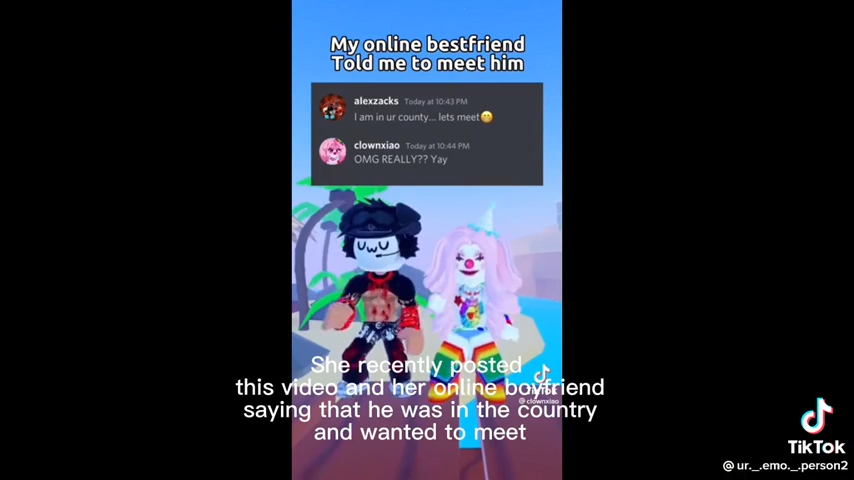 My online bestfriend
Told me to meet him
alexzacks Today at 10:43 PM
I am in ur county... lets meet🤭
clownxiao Today at 10:44 PM
OMG REALLY?? Yay
She recently posted
this video and her online boyfriend
saying that he was in the country
and wanted to meet
@clownxiao
TikTok
@ur._.emo._.person2